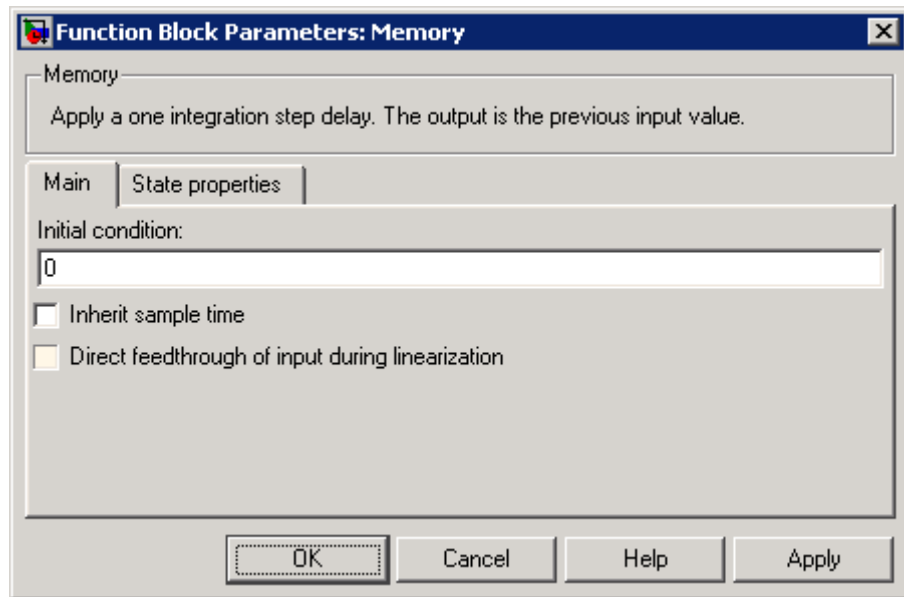 Function Block Parameters: Memory
Memory
Apply a one integration step delay. The output is the previous input value.
Main State properties
Initial condition:
0
Inherit sample time
Direct feedthrough of input during linearization
OK Cancel Help Apply